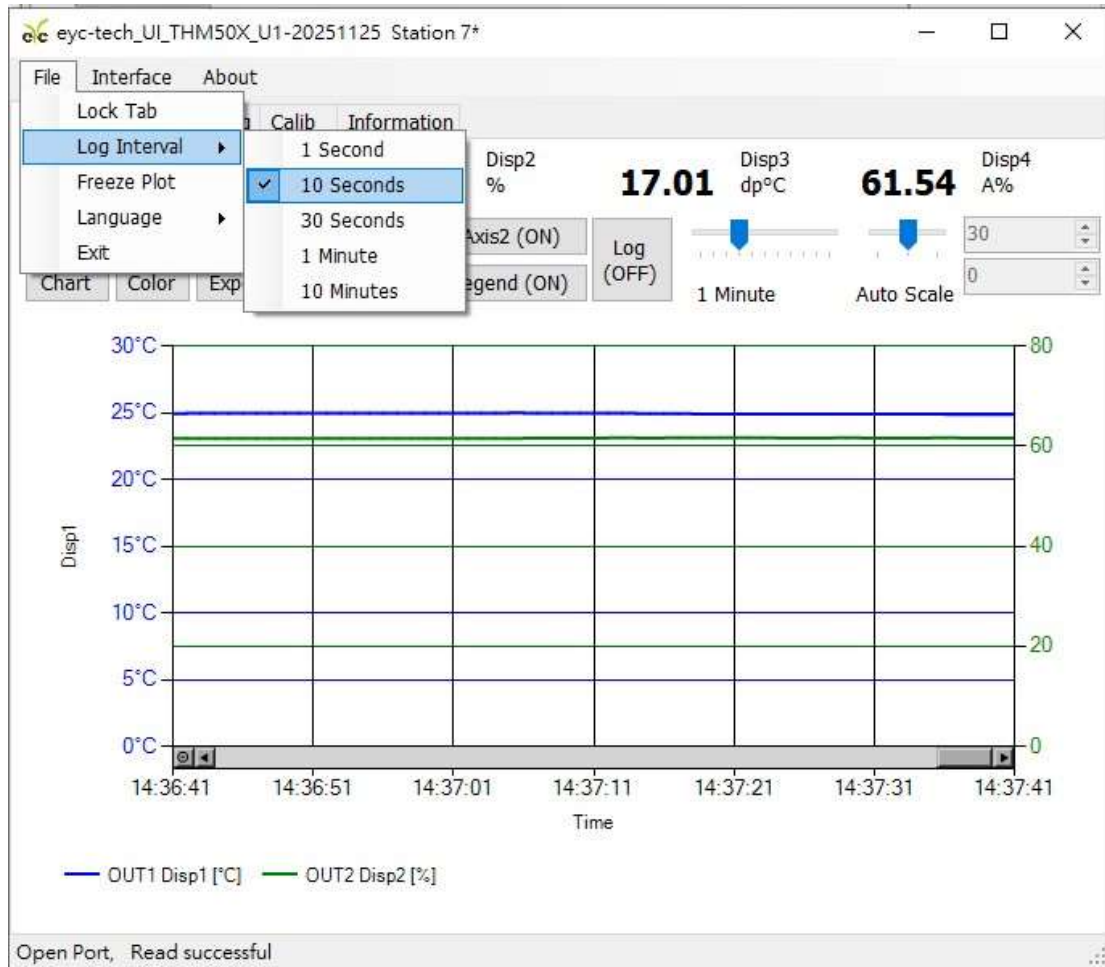 eyc-tech_UI_THM50X_U1-20251125 Station 7*
File Interface About
Lock Tab
Log Interval
Freeze Plot
Language
Exit
Calib Information
1 Second
10 Seconds
30 Seconds
1 Minute
10 Minutes
Disp2
%
17.01
Disp3
dp°C
61.54
Disp4
A%
Axis2 (ON)
Legend (ON)
Log
(OFF)
1 Minute
Auto Scale
30
0
Chart Color Exp
30°C
25°C
20°C
15°C
10°C
5°C
0°C
Disp1
80
60
40
20
0
14:36:41 14:36:51 14:37:01 14:37:11 14:37:21 14:37:31 14:37:41
Time
OUT1 Disp1 [°C] OUT2 Disp2 [%]
Open Port, Read successful